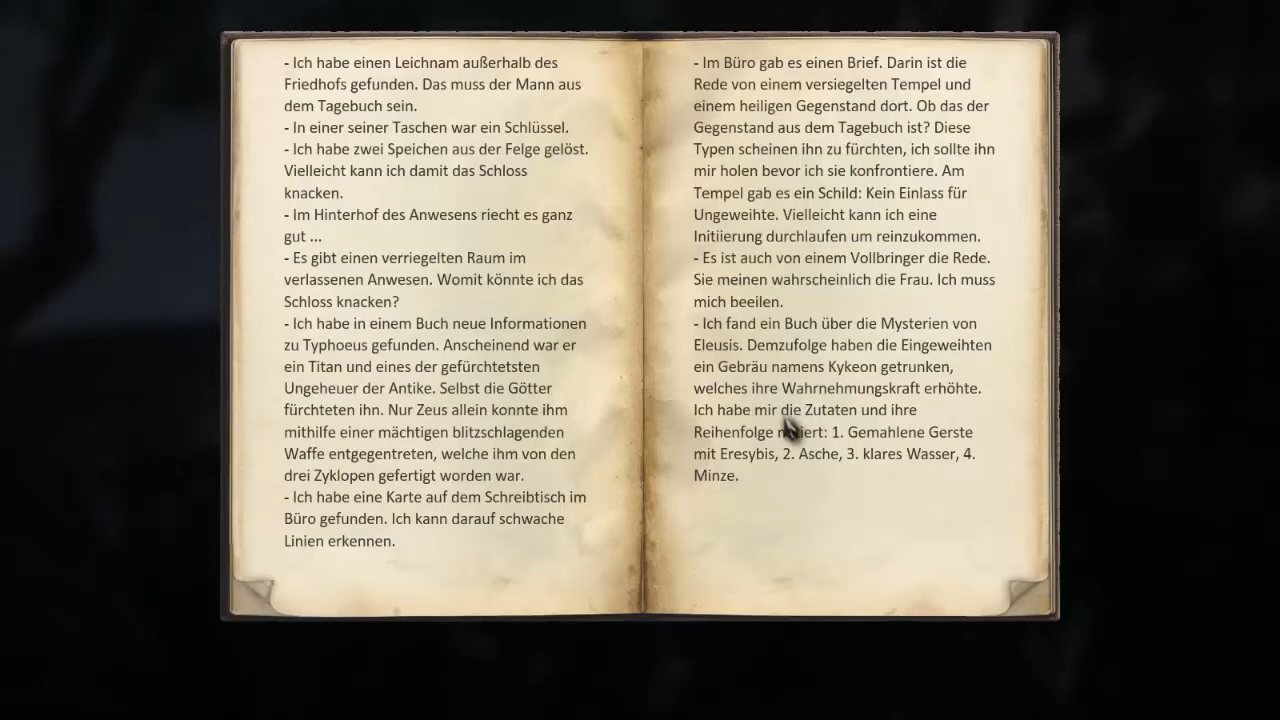 - Ich habe einen Leichnam außerhalb des
Friedhofs gefunden. Das muss der Mann aus
dem Tagebuch sein.
- In einer seiner Taschen war ein Schlüssel.
- Ich habe zwei Speichen aus der Felge gelöst.
Vielleicht kann ich damit das Schloss
knacken.
- Im Hinterhof des Anwesens riecht es ganz
gut ...
- Es gibt einen verriegelten Raum im
verlassenen Anwesen. Womit könnte ich das
Schloss knacken?
- Ich habe in einem Buch neue Informationen
zu Typhoeus gefunden. Anscheinend war er
ein Titan und eines der gefürchtetsten
Ungeheuer der Antike. Selbst die Götter
fürchteten ihn. Nur Zeus allein konnte ihm
mithilfe einer mächtigen blitzschlagenden
Waffe entgegentreten, welche ihm von den
drei Zyklopen gefertigt worden war.
- Ich habe eine Karte auf dem Schreibtisch im
Büro gefunden. Ich kann darauf schwache
Linien erkennen.
- Im Büro gab es einen Brief. Darin ist die
Rede von einem versiegelten Tempel und
einem heiligen Gegenstand dort. Ob das der
Gegenstand aus dem Tagebuch ist? Diese
Typen scheinen ihn zu fürchten, ich sollte ihn
mir holen bevor ich sie konfrontiere. Am
Tempel gab es ein Schild: Kein Einlass für
Ungeweihte. Vielleicht kann ich eine
Initiierung durchlaufen um reinzukommen.
- Es ist auch von einem Vollbringer die Rede.
Sie meinen wahrscheinlich die Frau. Ich muss
mich beeilen.
- Ich fand ein Buch über die Mysterien von
Eleusis. Demzufolge haben die Eingeweihten
ein Gebräu namens Kykeon getrunken,
welches ihre Wahrnehmungskraft erhöhte.
Ich habe mir die Zutaten und ihre
Reihenfolge notiert: 1. Gemahlene Gerste
mit Eresybis, 2. Asche, 3. klares Wasser, 4.
Minze.